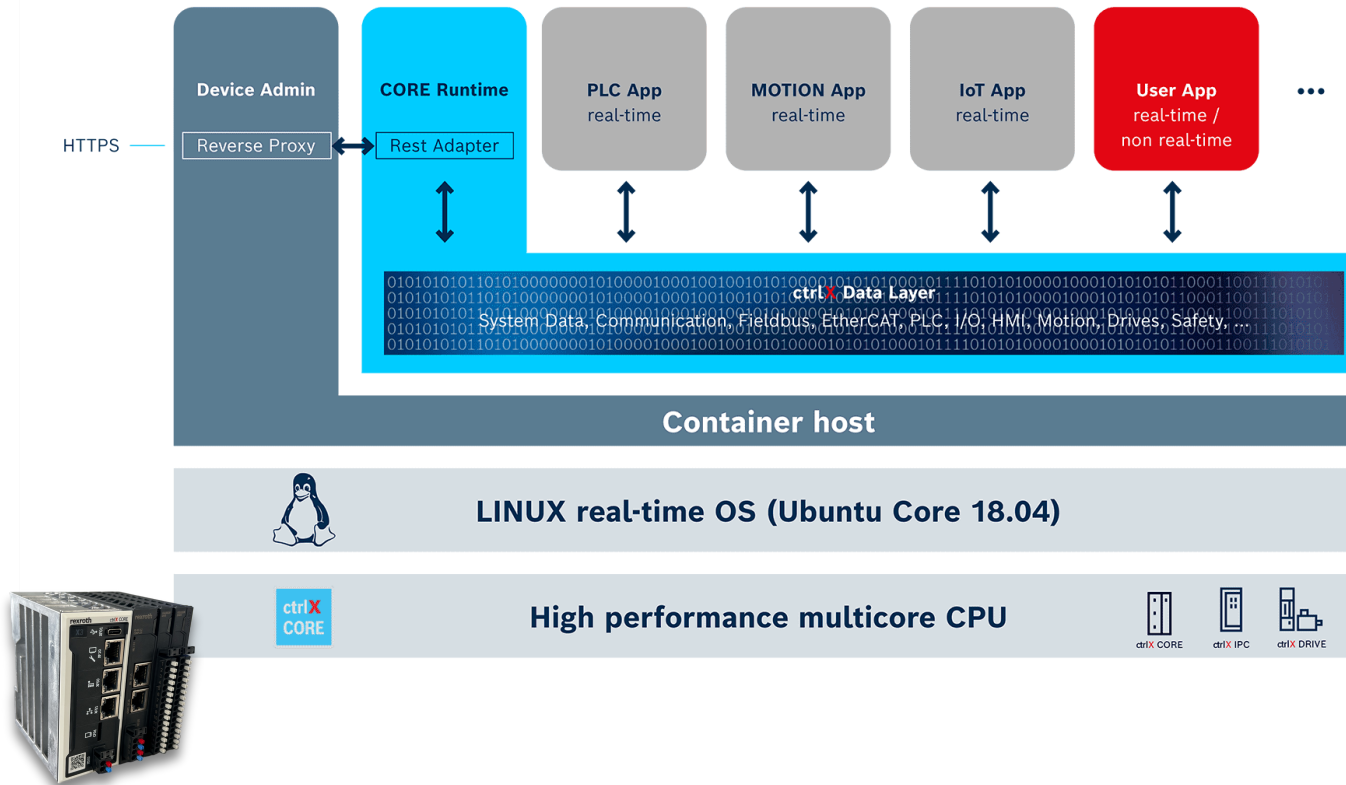 Device Admin
CORE Runtime
PLC App
real-time
MOTION App
real-time
IoT App
real-time
User App
real-time /
non real-time
...
HTTPS
Reverse Proxy
Rest Adapter
ctrlX Data Layer
System Data, Communication, Fieldbus, EtherCAT, PLC, I/O, HMI, Motion, Drives, Safety, ...
Container host
LINUX real-time OS (Ubuntu Core 18.04)
ctrlX
CORE
High performance multicore CPU
ctrlX CORE
ctrlX IPC
ctrlX DRIVE
rexroth
ctrlX CORE
rexroth